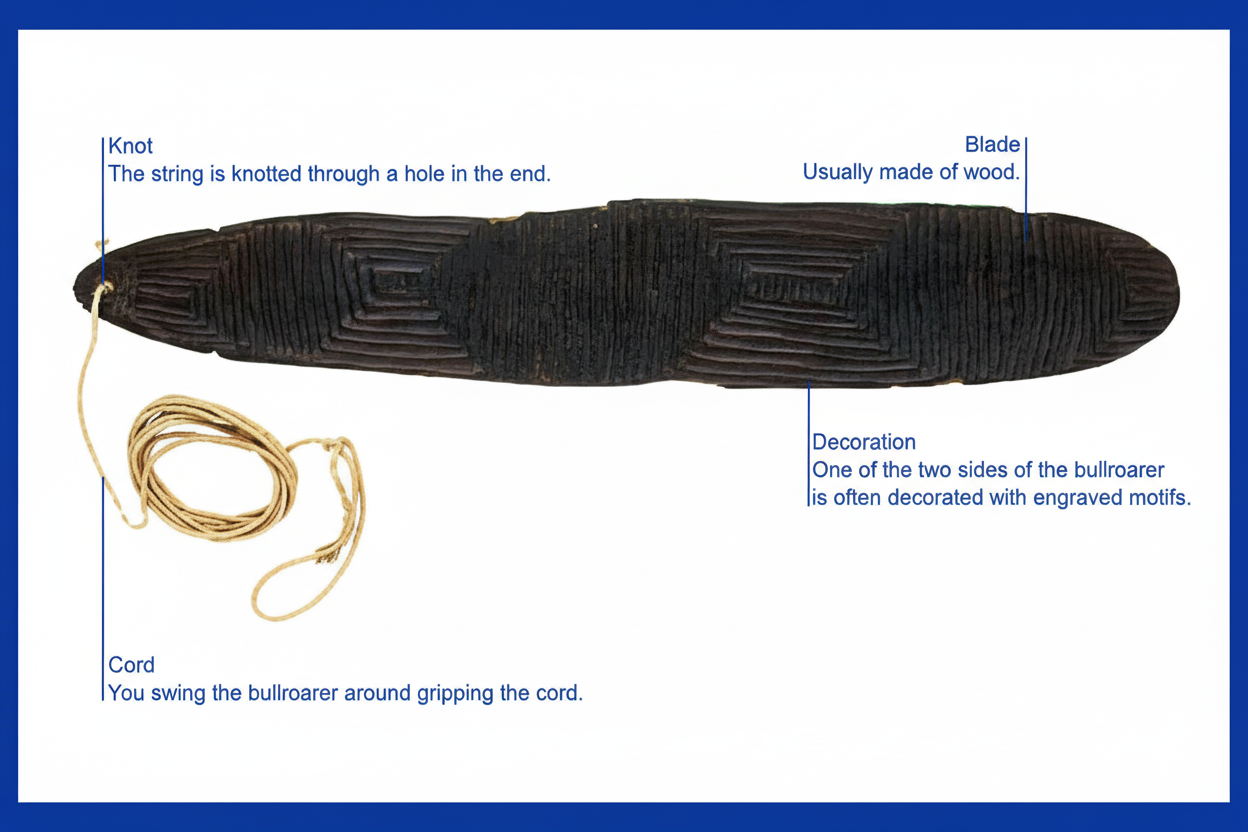 Knot
The string is knotted through a hole in the end.
Blade
Usually made of wood.
Decoration
One of the two sides of the bullroarer
is often decorated with engraved motifs.
Cord
You swing the bullroarer around gripping the cord.